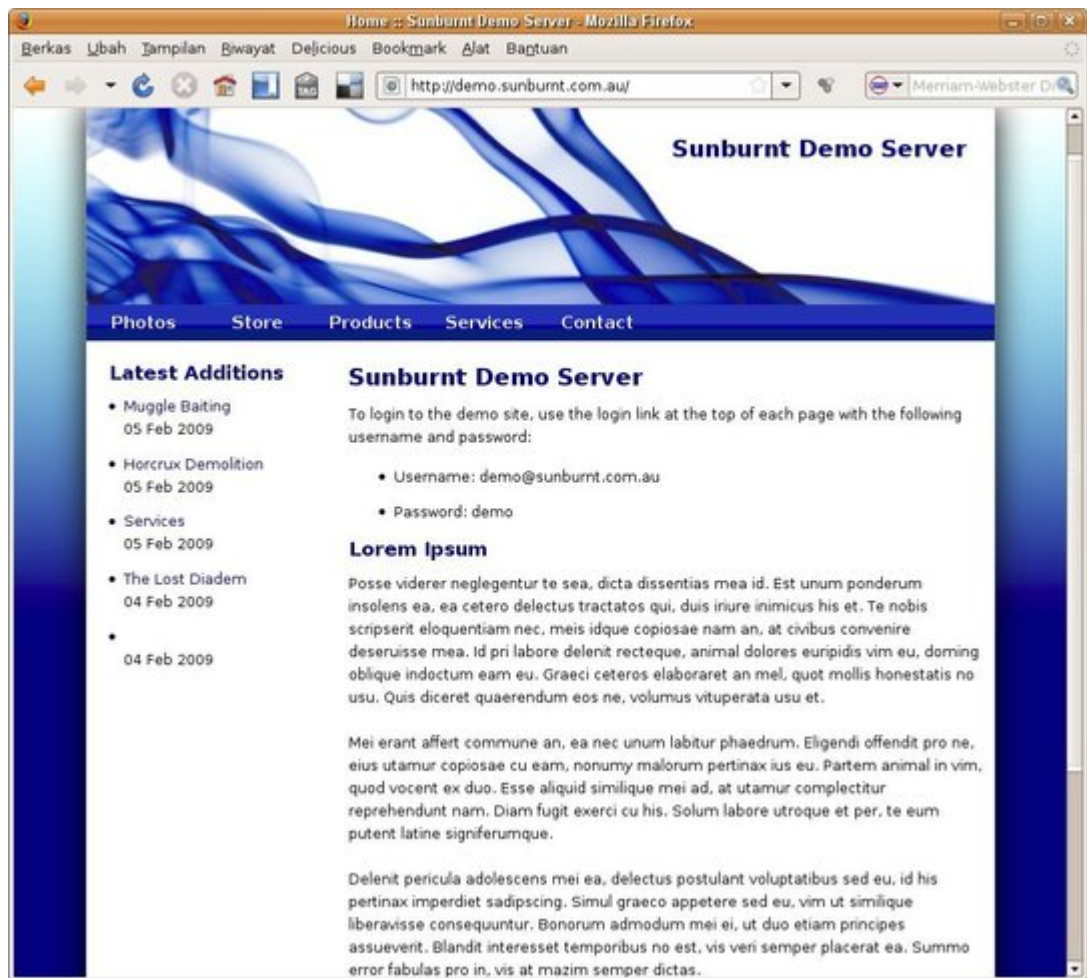 Home :: Sunburnt Demo Server - Mozilla Firefox
Berkas Ubah Tampilan Riwayat Delicious Bookmark Alat Bantuan
TAG
http://demo.sunburnt.com.au/
Merriam-Webster Di
Sunburnt Demo Server
Photos Store Products Services Contact
Latest Additions
• Muggle Baiting
05 Feb 2009
• Horcrux Demolition
05 Feb 2009
• Services
05 Feb 2009
• The Lost Diadem
04 Feb 2009
•
04 Feb 2009
Sunburnt Demo Server
To login to the demo site, use the login link at the top of each page with the following
username and password:
• Username: demo@sunburnt.com.au
• Password: demo
Lorem Ipsum
Posse viderer neglegentur te sea, dicta dissentias mea id. Est unum ponderum
insolens ea, ea cetero delectus tractatos qui, duis iriure inimicus his et. Te nobis
scripserit eloquentiam nec, meis idque copiosae nam an, at civibus convenire
deseruisse mea. Id pri labore delenit recteque, animal dolores euripidis vim eu, doming
oblique indoctum eam eu. Graeci ceteros elaboraret an mel, quot mollis honestatis no
usu. Quis diceret quaerendum eos ne, volumus vituperata usu et.
Mei erant affert commune an, ea nec unum labitur phaedrum. Eligendi offendit pro ne,
eius utamur copiosae cu eam, nonumy malorum pertinax ius eu. Partem animal in vim,
quod vocent ex duo. Esse aliquid similique mei ad, at utamur complectitur
reprehendunt nam. Diam fugit exerci cu his. Solum labore utroque et per, te eum
putent latine signiferumque.
Delenit pericula adolescens mei ea, delectus postulant voluptatibus sed eu, id his
pertinax imperdiet sadipscing. Simul graeco appetere sed eu, vim ut similique
liberavisse consequuntur. Bonorum admodum mei ei, ut duo etiam principes
assueverit. Blandit interesset temporibus no est, vis veri semper placerat ea. Summo
error fabulas pro in, vis at mazim semper dictas.